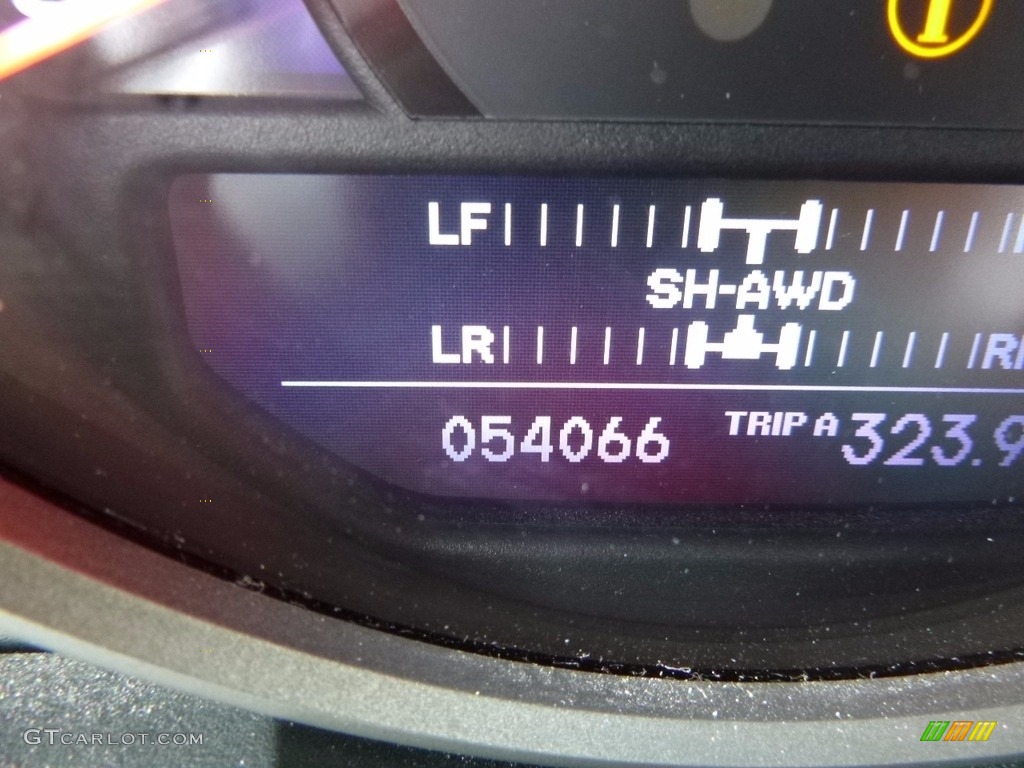 LF
SH-AWD
LR
054066 TRIP A 323.9
GTCARLOT.COM